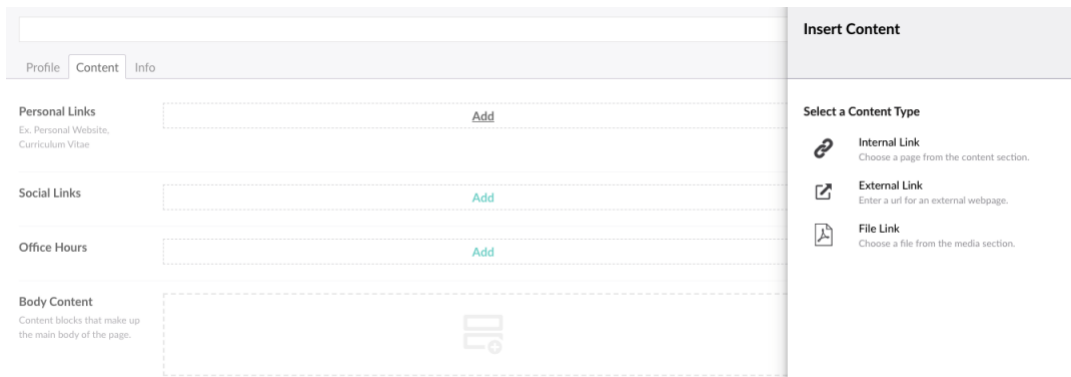 Profile Content Info
Personal Links
Ex. Personal Website,
Curriculum Vitae
Add
Social Links
Add
Office Hours
Add
Body Content
Content blocks that make up
the main body of the page.
Insert Content
Select a Content Type
Internal Link
Choose a page from the content section.
External Link
Enter a url for an external webpage.
File Link
Choose a file from the media section.